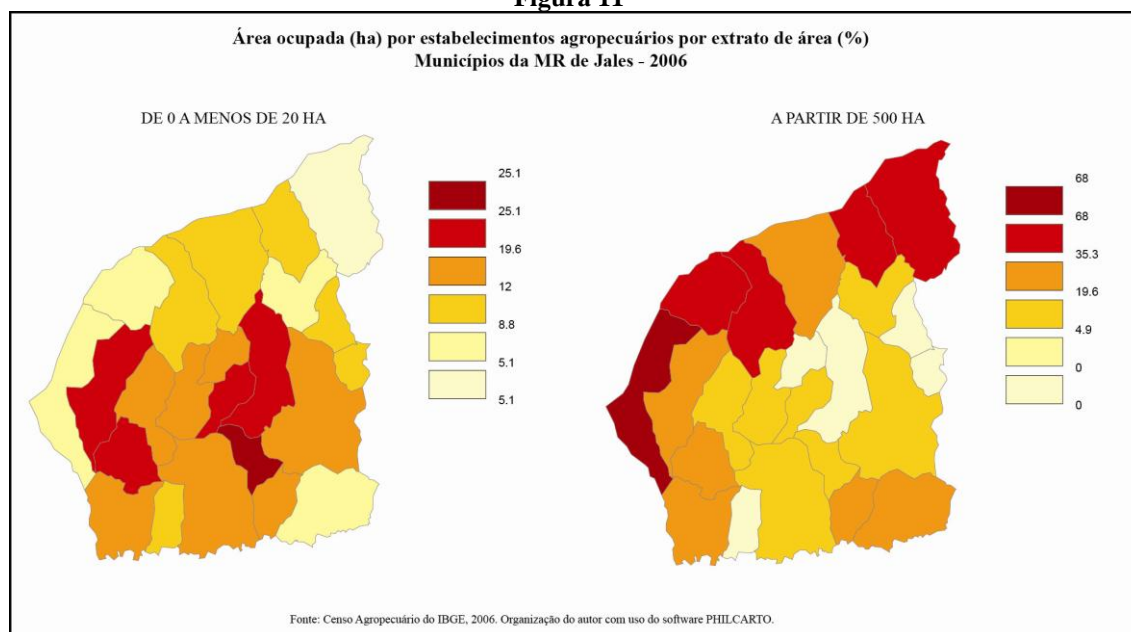 Figura 11
Área ocupada (ha) por estabelecimentos agropecuários por extrato de área (%)
Municípios da MR de Jales - 2006
DE 0 A MENOS DE 20 HA
25.1
25.1
19.6
12
8.8
5.1
5.1
A PARTIR DE 500 HA
68
68
35.3
19.6
4.9
0
0
Fonte: Censo Agropecuário do IBGE, 2006. Organização do autor com uso do software PHILCARTO.